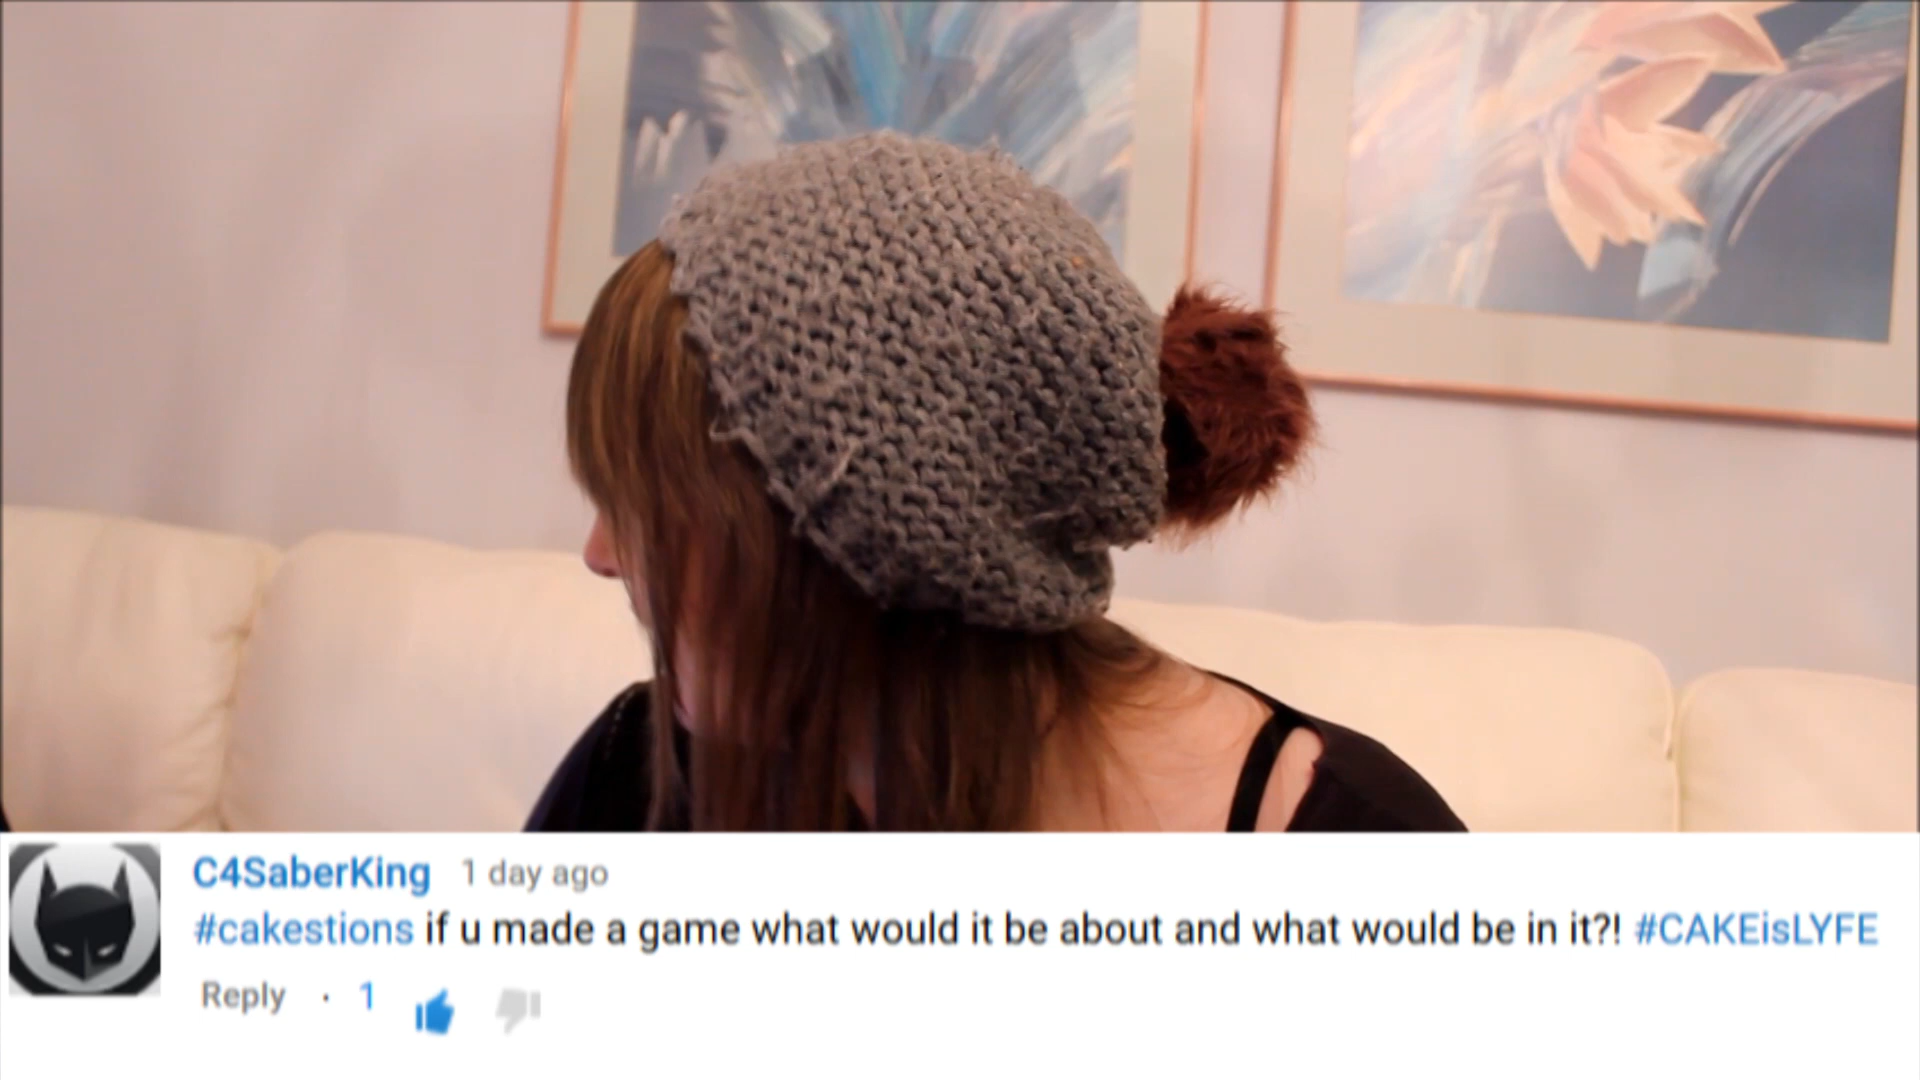 C4SaberKing 1 day ago
#cakestions if u made a game what would it be about and what would be in it?! #CAKEisLYFE
Reply · 1